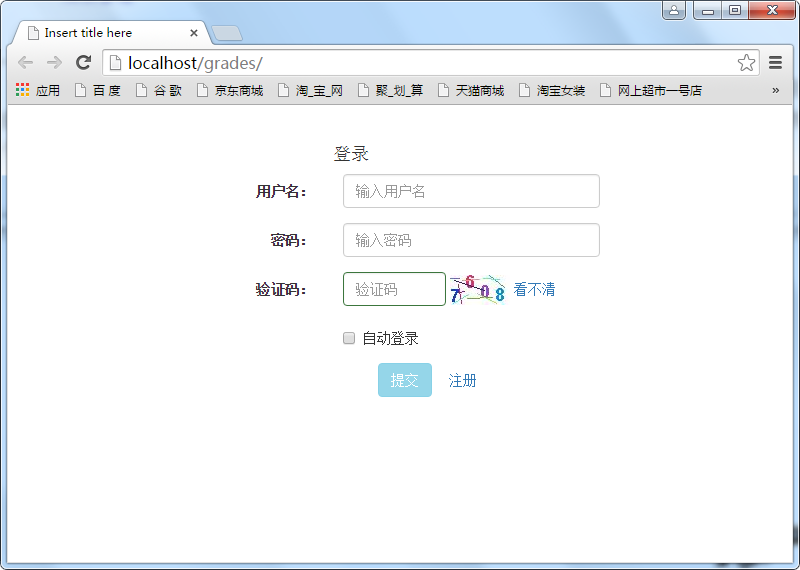 Insert title here
localhost/grades/
应用 百 度 谷 歌 京东商城 淘_宝_网 聚_划_算 天猫商城 淘宝女装 网上超市一号店 »
登录
用户名： 输入用户名
密码： 输入密码
验证码： 验证码 7608 看不清
自动登录
提交 注册